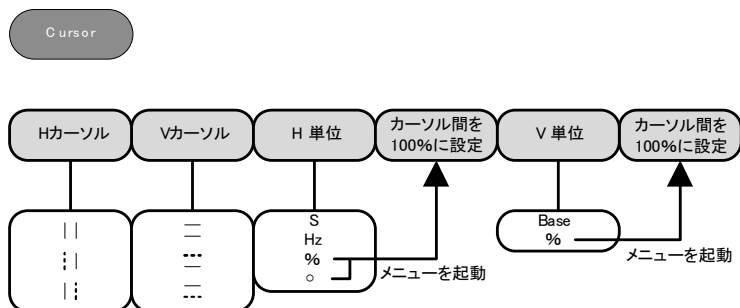 Cursor
Hカーソル
Vカーソル
H 単位
カーソル間を
100%に設定
V 単位
カーソル間を
100%に設定
S
Hz
%
○
メニューを起動
Base
%
メニューを起動